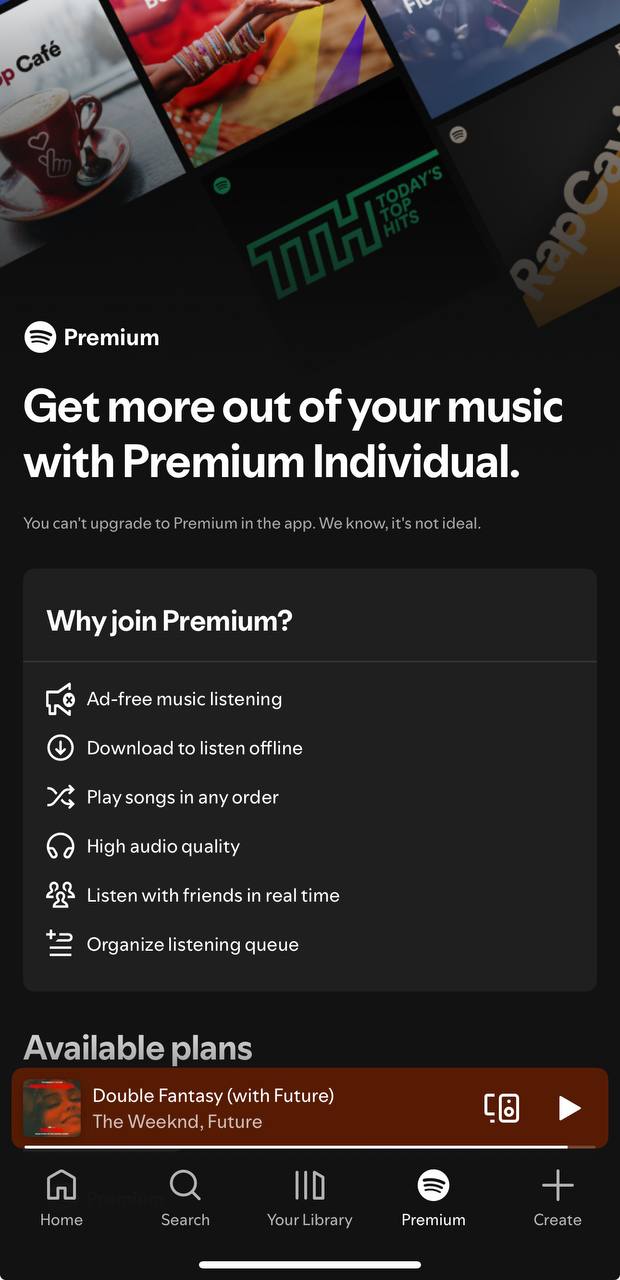 Café
TODAY'S
TOP
HITS
RapCavi
Premium
Get more out of your music
with Premium Individual.
You can't upgrade to Premium in the app. We know, it's not ideal.
Why join Premium?
Ad-free music listening
Download to listen offline
Play songs in any order
High audio quality
Listen with friends in real time
Organize listening queue
Available plans
Double Fantasy (with Future)
The Weeknd, Future
Home
Search
Your Library
Premium
Create